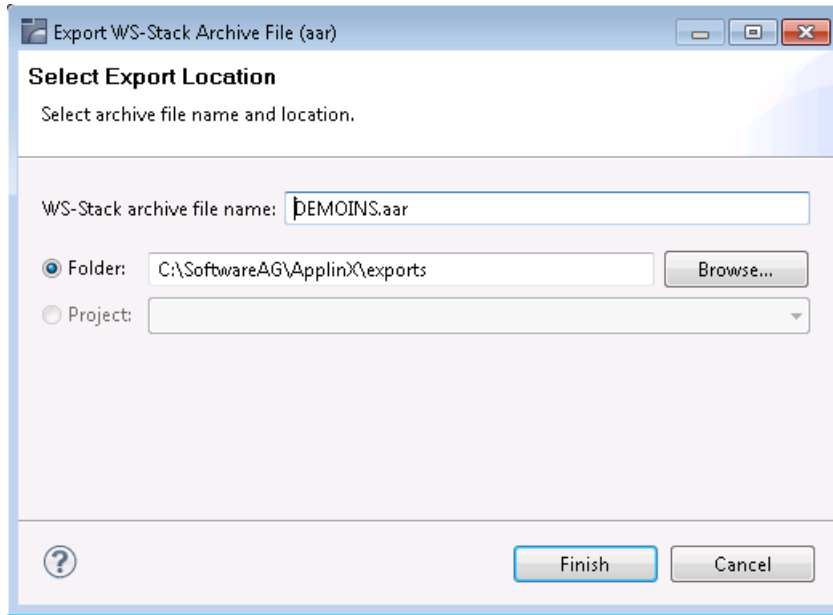 Export WS-Stack Archive File (aar)
Select Export Location
Select archive file name and location.
WS-Stack archive file name: DEMOINS.aar
Folder: C:\SoftwareAG\ApplinX\exports Browse...
Project:
? Finish Cancel